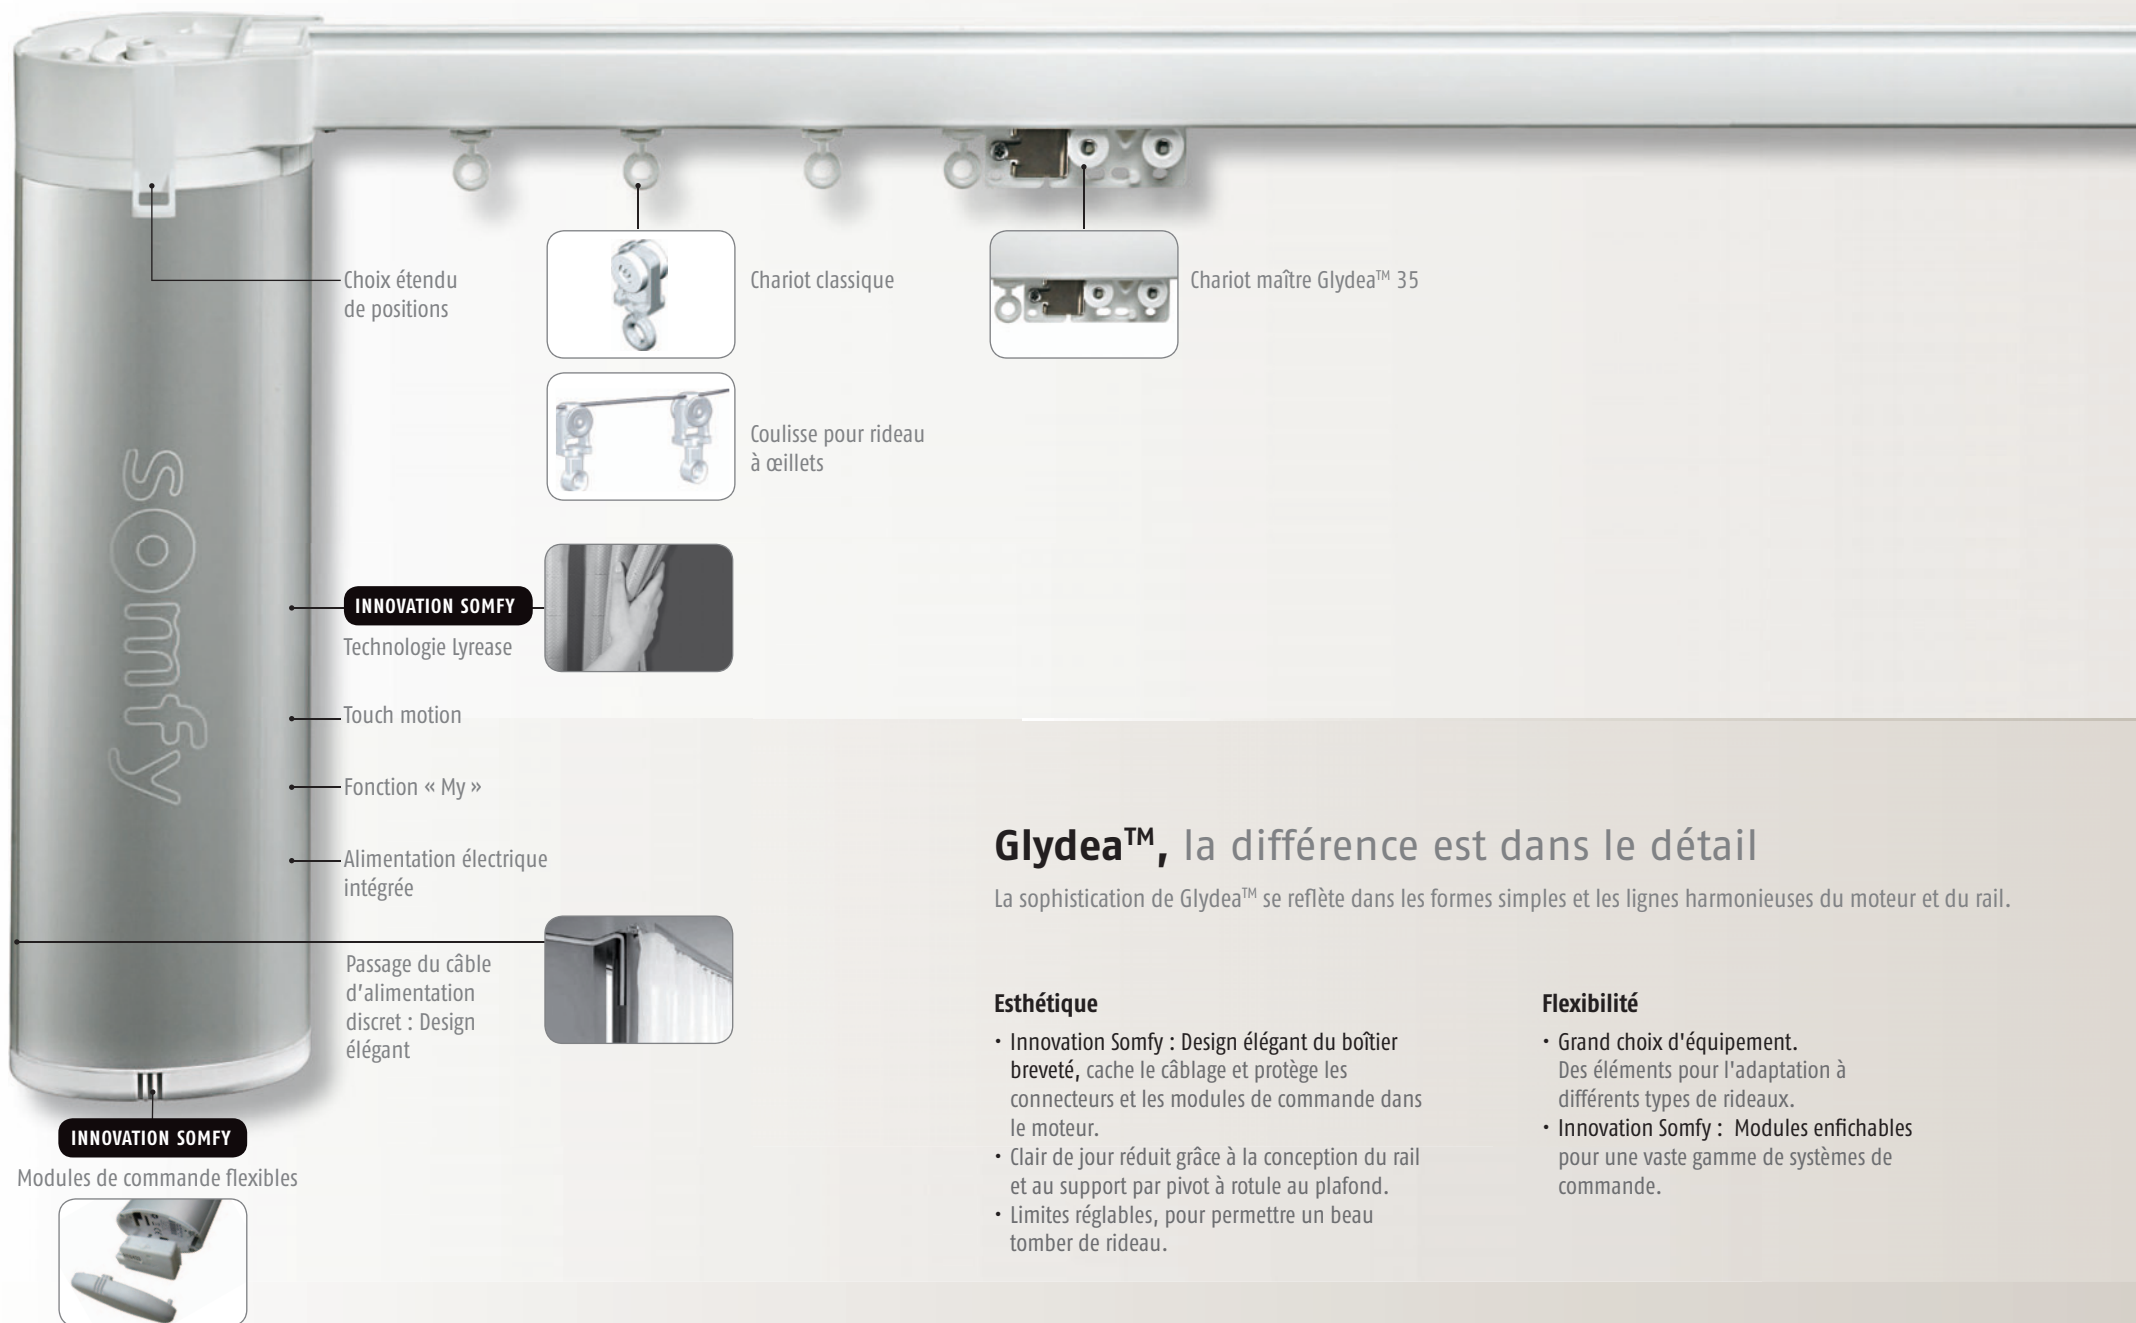 Choix étendu
de positions
Chariot classique
Chariot maître Glydea™ 35
Coulisse pour rideau
à œillets
somfy
INNOVATION SOMFY
Technologie Lyrease
Touch motion
Fonction « My »
Alimentation électrique
intégrée
Passage du câble
d’alimentation
discret : Design
élégant
INNOVATION SOMFY
Modules de commande flexibles
Glydea™, la différence est dans le détail
La sophistication de Glydea™ se reflète dans les formes simples et les lignes harmonieuses du moteur et du rail.
Esthétique
• Innovation Somfy : Design élégant du boîtier
breveté, cache le câblage et protège les
connecteurs et les modules de commande dans
le moteur.
• Clair de jour réduit grâce à la conception du rail
et au support par pivot à rotule au plafond.
• Limites réglables, pour permettre un beau
tomber de rideau.
Flexibilité
• Grand choix d'équipement.
Des éléments pour l'adaptation à
différents types de rideaux.
• Innovation Somfy : Modules enfichables
pour une vaste gamme de systèmes de
commande.